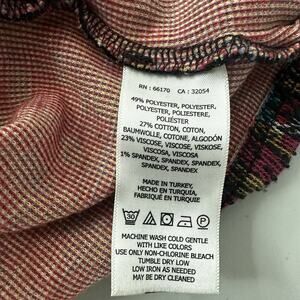 RN : 66170 CA : 32054
49% POLYESTER, POLYESTER,
POLYESTER, POLIESTERE,
POLIÉSTER
27% COTTON, COTON,
BAUMWOLLE, COTONE, ALGODÓN
23% VISCOSE, VISCOSE, VISKOSE,
VISCOSA, VISCOSA
1% SPANDEX, SPANDEX, SPANDEX,
SPANDEX, SPANDEX
MADE IN TURKEY,
HECHO EN TURQUIA,
FABRIQUÉ EN TURQUIE
30
MACHINE WASH COLD GENTLE
WITH LIKE COLORS
USE ONLY NON-CHLORINE BLEACH
TUMBLE DRY LOW
LOW IRON AS NEEDED
MAY BE DRY CLEANED